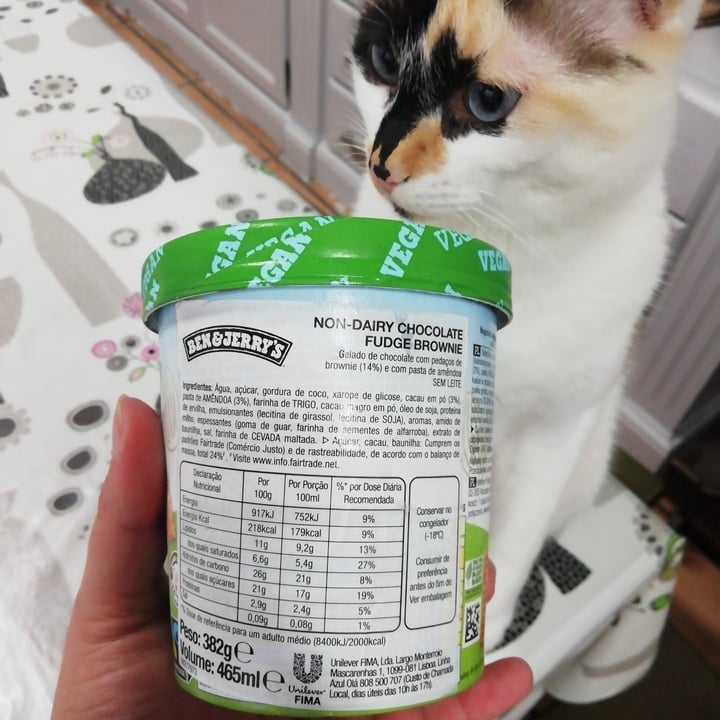 VEGAN VEGAN VEGAN VEGAN
BEN & JERRY'S
NON-DAIRY CHOCOLATE
FUDGE BROWNIE
Gelado de chocolate com pedaços de
brownie (14%) e com pasta de amêndoa
SEM LEITE
Ingredientes: Água, açúcar, gordura de coco, xarope de glicose, cacau em pó (3%),
pasta de AMÊNDOA (3%), farinha de TRIGO, cacau magro em pó, óleo de soja, proteína
de ervilha, emulsionantes (lecitina de girassol, lecitina de SOJA), aromas, amido de
milho, espessantes (goma de guar, farinha de sementes de alfarroba), extrato de
baunilha, sal, farinha de CEVADA maltada. ▷ Açúcar, cacau, baunilha: Cumprem os
padrões Fairtrade (Comércio Justo) e de rastreabilidade, de acordo com o balanço de
massa, total 24%. Visite www.info.fairtrade.net.
Declaração Nutricional Por 100g Por Porção 100ml %* por Dose Diária Recomendada
Energia 917kJ 752kJ 9%
Energia Kcal 218kcal 179kcal 9%
Lípidos 11g 9,2g 13%
dos quais saturados 6,6g 5,4g 27%
Hidratos de carbono 26g 21g 8%
dos quais açúcares 21g 17g 19%
Proteínas 2,9g 2,4g 5%
Sal 0,09g 0,08g 1%
Conservar no
congelador
(-18ºC)
Consumir de
preferência
antes do fim de:
Ver embalagem
*% Dose de referência para um adulto médio (8400kJ/2000kcal)
Peso: 382g ℮
Volume: 465ml ℮
Unilever
FIMA
Unilever FIMA, Lda. Largo Monterroio
Mascarenhas 1, 1099-081 Lisboa. Linha
Azul Olá 808 500 707 (Custo de Chamada
Local, dias úteis das 10h às 17h).